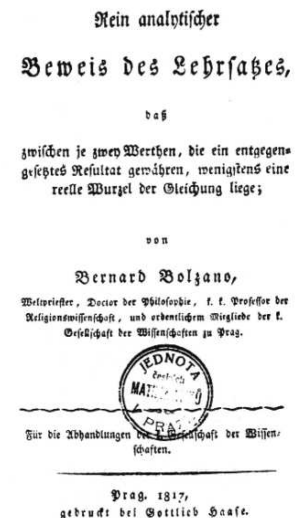 Rein analytischer
Beweis des Lehrsatzes,
daß
zwischen je zwey Werthen, die ein entgegen-
gesetztes Resultat gewähren, wenigstens eine
reelle Wurzel der Gleichung liege;
von
Bernard Bolzano,
Weltpriester, Doctor der Philosophie, k. k. Professor der
Religionswissenschaft, und ordentlichem Mitgliede der k.
Gesellschaft der Wissenschaften zu Prag.
JEDNOTA
českých
Für die Abhandlungen der k. Gesellschaft der Wissen-
schaften.
Prag, 1817,
gedruckt bei Gottlieb Haase.